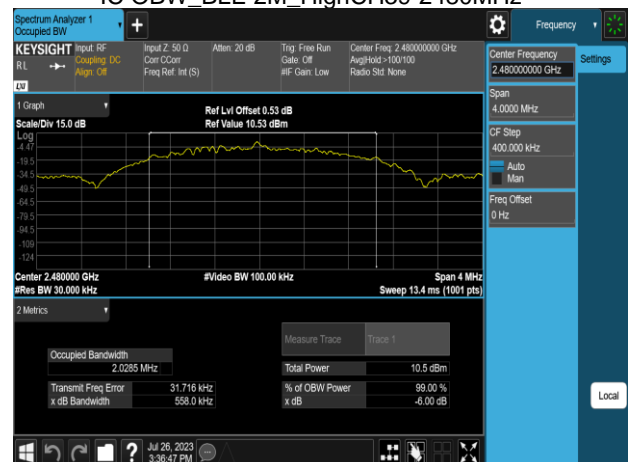 IC OBW_BLE 2M_HighCH39-2480MHz
Spectrum Analyzer 1
Occupied BW
Frequency
KEYSIGHT
RL
LXI
Input: RF
Coupling: DC
Align: Off
Input Z: 50 Ω
Corr CCorr
Freq Ref: Int (S)
Atten: 20 dB
Trig: Free Run
Gate: Off
#IF Gain: Low
Center Freq: 2.480000000 GHz
Avg|Hold:>100/100
Radio Std: None
Center Frequency
2.480000000 GHz
Settings
Span
4.0000 MHz
CF Step
400.000 kHz
Auto
Man
Freq Offset
0 Hz
1 Graph
Scale/Div 15.0 dB
Ref Lvl Offset 0.53 dB
Ref Value 10.53 dBm
Log
-4.47
-19.5
-34.5
-49.5
-64.5
-79.5
-94.5
-109
-124
Center 2.480000 GHz
#Res BW 30.000 kHz
#Video BW 100.00 kHz
Span 4 MHz
Sweep 13.4 ms (1001 pts)
2 Metrics
Measure Trace
Trace 1
Occupied Bandwidth
2.0285 MHz
Total Power
10.5 dBm
Transmit Freq Error
31.716 kHz
% of OBW Power
99.00 %
x dB Bandwidth
558.0 kHz
x dB
-6.00 dB
Local
?
Jul 26, 2023
3:36:47 PM